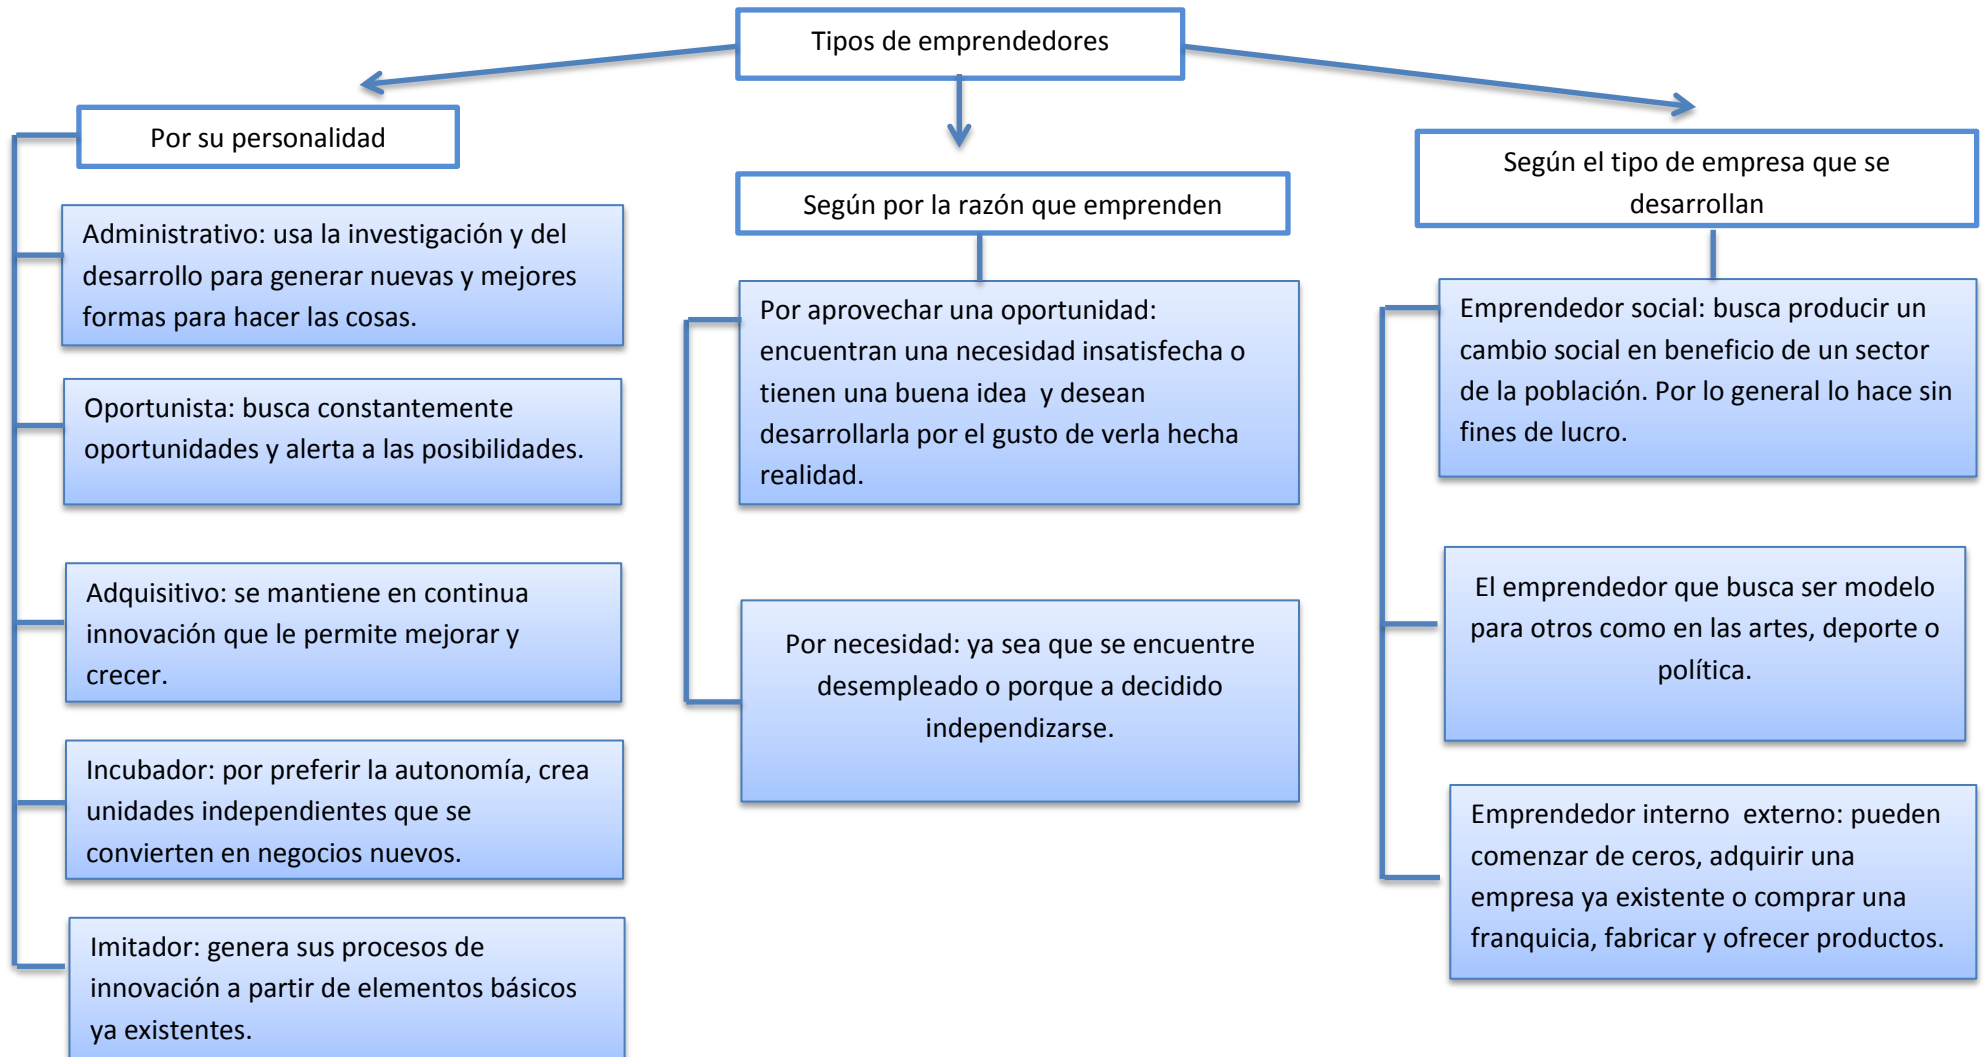 Tipos de emprendedores
Por su personalidad
Administrativo: usa la investigación y del
desarrollo para generar nuevas y mejores
formas para hacer las cosas.
Oportunista: busca constantemente
oportunidades y alerta a las posibilidades.
Adquisitivo: se mantiene en continua
innovación que le permite mejorar y
crecer.
Incubador: por preferir la autonomía, crea
unidades independientes que se
convierten en negocios nuevos.
Imitador: genera sus procesos de
innovación a partir de elementos básicos
ya existentes.
Según por la razón que emprenden
Por aprovechar una oportunidad:
encuentran una necesidad insatisfecha o
tienen una buena idea  y desean
desarrollarla por el gusto de verla hecha
realidad.
Por necesidad: ya sea que se encuentre
desempleado o porque a decidido
independizarse.
Según el tipo de empresa que se
desarrollan
Emprendedor social: busca producir un
cambio social en beneficio de un sector
de la población. Por lo general lo hace sin
fines de lucro.
El emprendedor que busca ser modelo
para otros como en las artes, deporte o
política.
Emprendedor interno  externo: pueden
comenzar de ceros, adquirir una
empresa ya existente o comprar una
franquicia, fabricar y ofrecer productos.